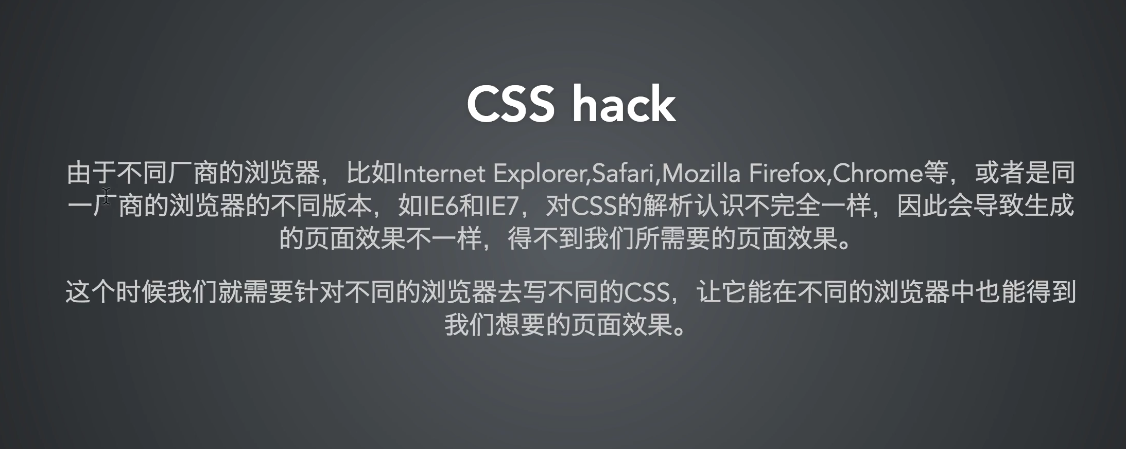 CSS hack
由于不同厂商的浏览器，比如Internet Explorer,Safari,Mozilla Firefox,Chrome等，或者是同
一厂商的浏览器的不同版本，如IE6和IE7，对CSS的解析认识不完全一样，因此会导致生成
的页面效果不一样，得不到我们所需要的页面效果。
这个时候我们就需要针对不同的浏览器去写不同的CSS，让它能在不同的浏览器中也能得到
我们想要的页面效果。